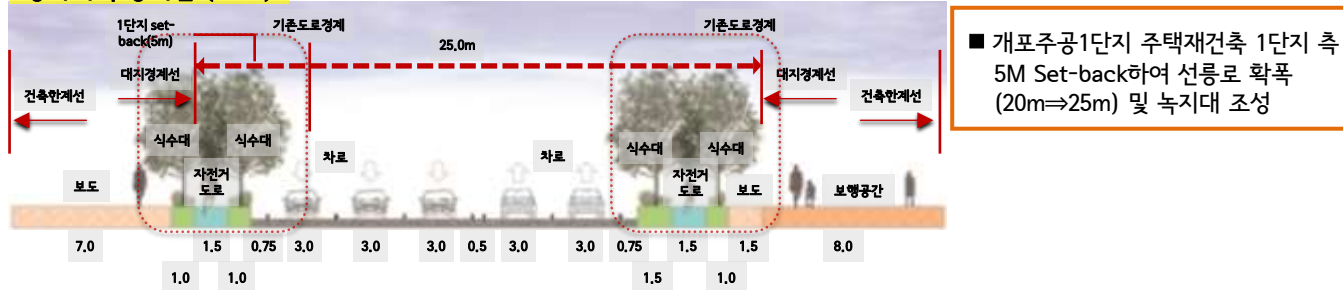 1단지 set-
back(5m)
기존도로경계
기존도로경계
25.0m
대지경계선
대지경계선
건축한계선
건축한계선
식수대
식수대
식수대
식수대
차로
차로
자전거
도로
자전거
도로
보도
보도
보행공간
7.0
1.5
0.75
3.0
3.0
3.0
0.5
3.0
3.0
0.75
1.5
1.5
8.0
1.0
1.0
1.5
1.0
■ 개포주공1단지 주택재건축 1단지 측
5M Set-back하여 선릉로 확폭
(20m⇒25m) 및 녹지대 조성